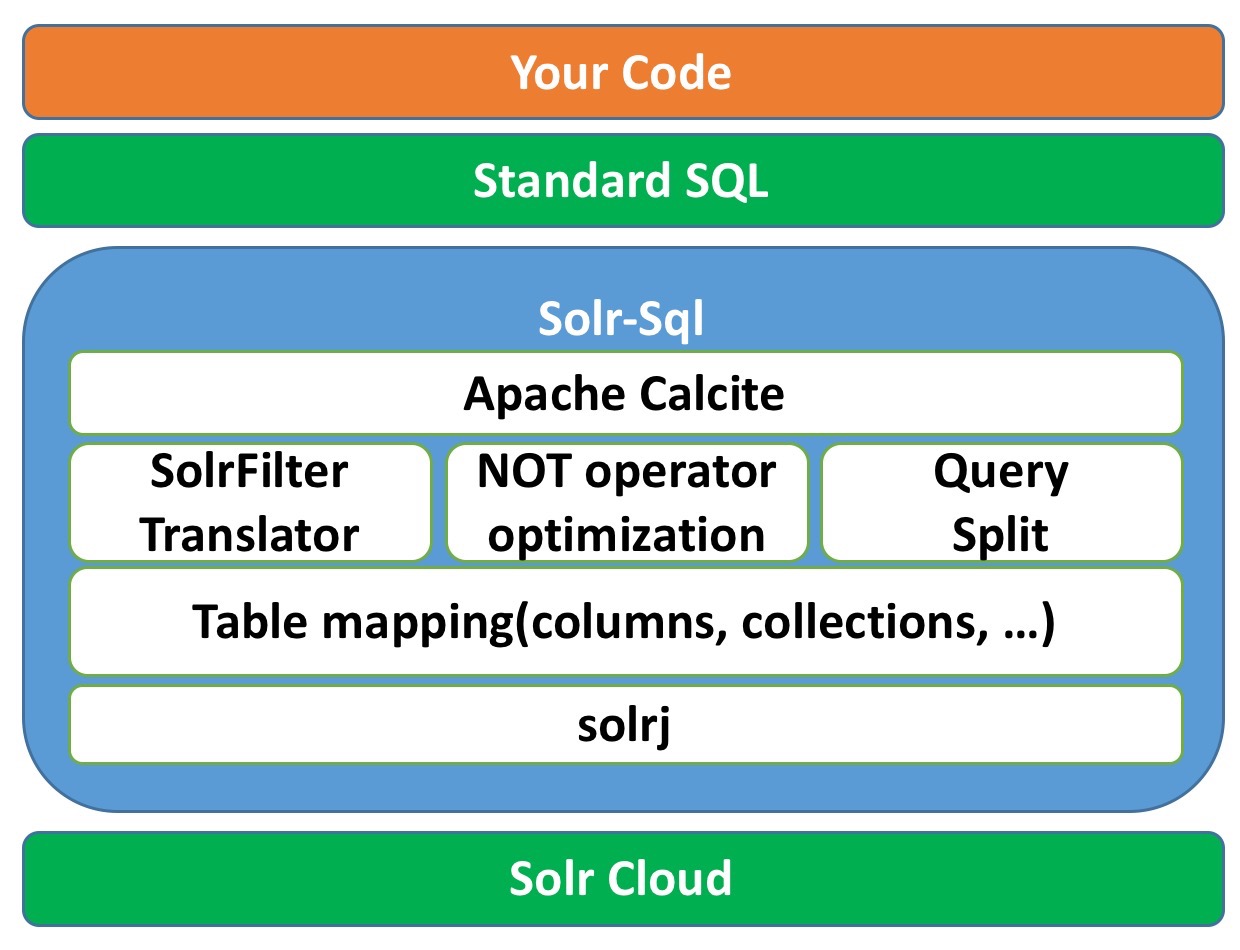 Your Code
Standard SQL
Solr-Sql
Apache Calcite
SolrFilter
Translator
NOT operator
optimization
Query
Split
Table mapping(columns, collections, …)
solrj
Solr Cloud